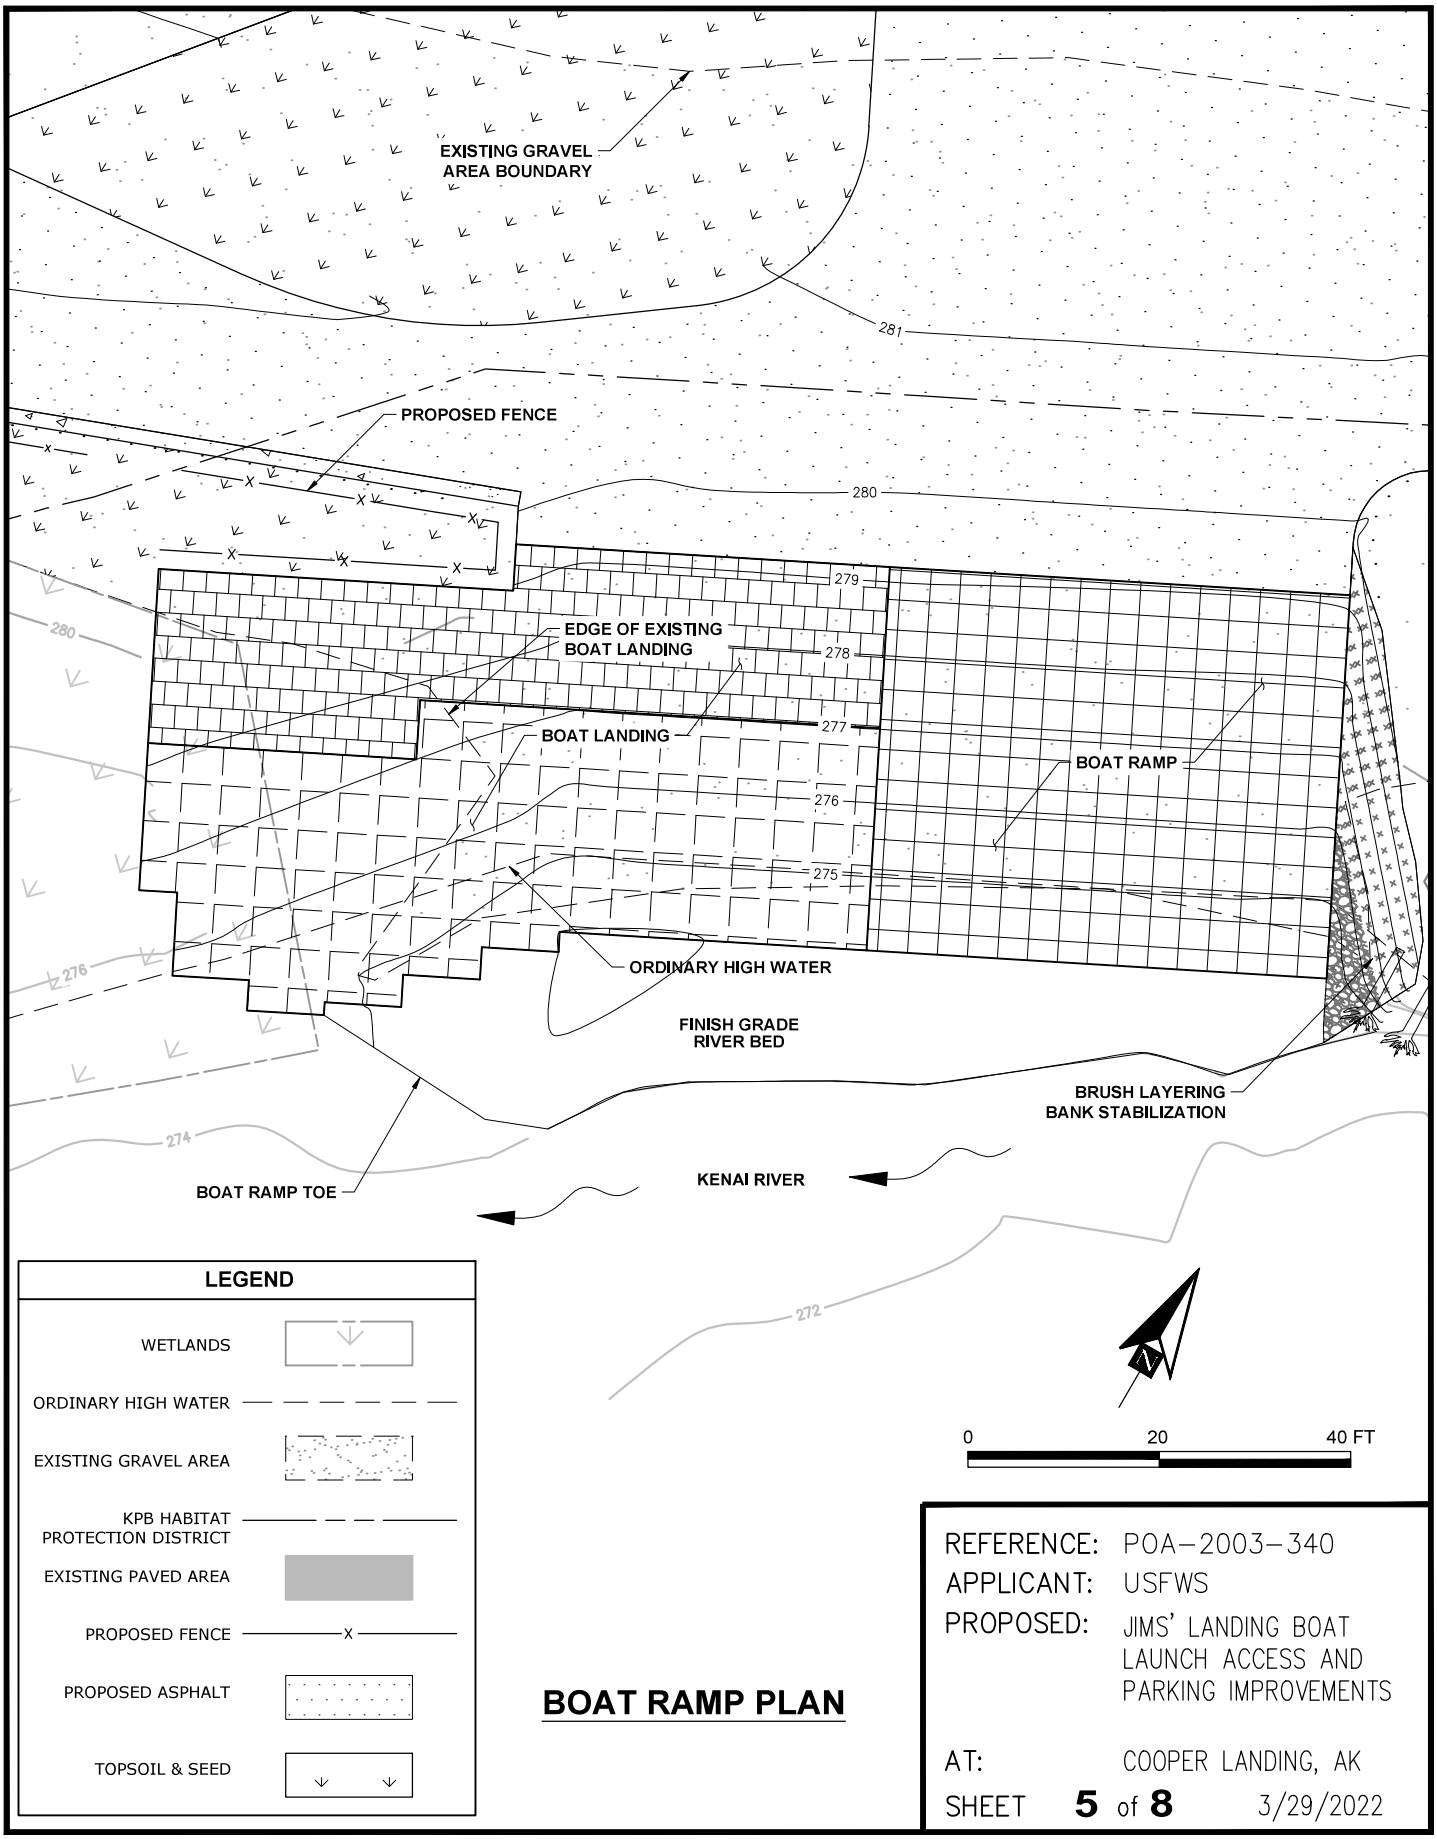 EXISTING GRAVEL
AREA BOUNDARY
281
PROPOSED FENCE
X
X
X
X
280
X
X
X
279
280
EDGE OF EXISTING
BOAT LANDING
278
277
BOAT LANDING
BOAT RAMP
276
275
276
ORDINARY HIGH WATER
FINISH GRADE
RIVER BED
BRUSH LAYERING
BANK STABILIZATION
274
KENAI RIVER
BOAT RAMP TOE
272
LEGEND
WETLANDS
ORDINARY HIGH WATER
EXISTING GRAVEL AREA
KPB HABITAT
PROTECTION DISTRICT
EXISTING PAVED AREA
PROPOSED FENCE X
PROPOSED ASPHALT
TOPSOIL & SEED
N
0 20 40 FT
BOAT RAMP PLAN
REFERENCE: POA-2003-340
APPLICANT: USFWS
PROPOSED: JIMS' LANDING BOAT
LAUNCH ACCESS AND
PARKING IMPROVEMENTS
AT: COOPER LANDING, AK
SHEET 5 of 8 3/29/2022